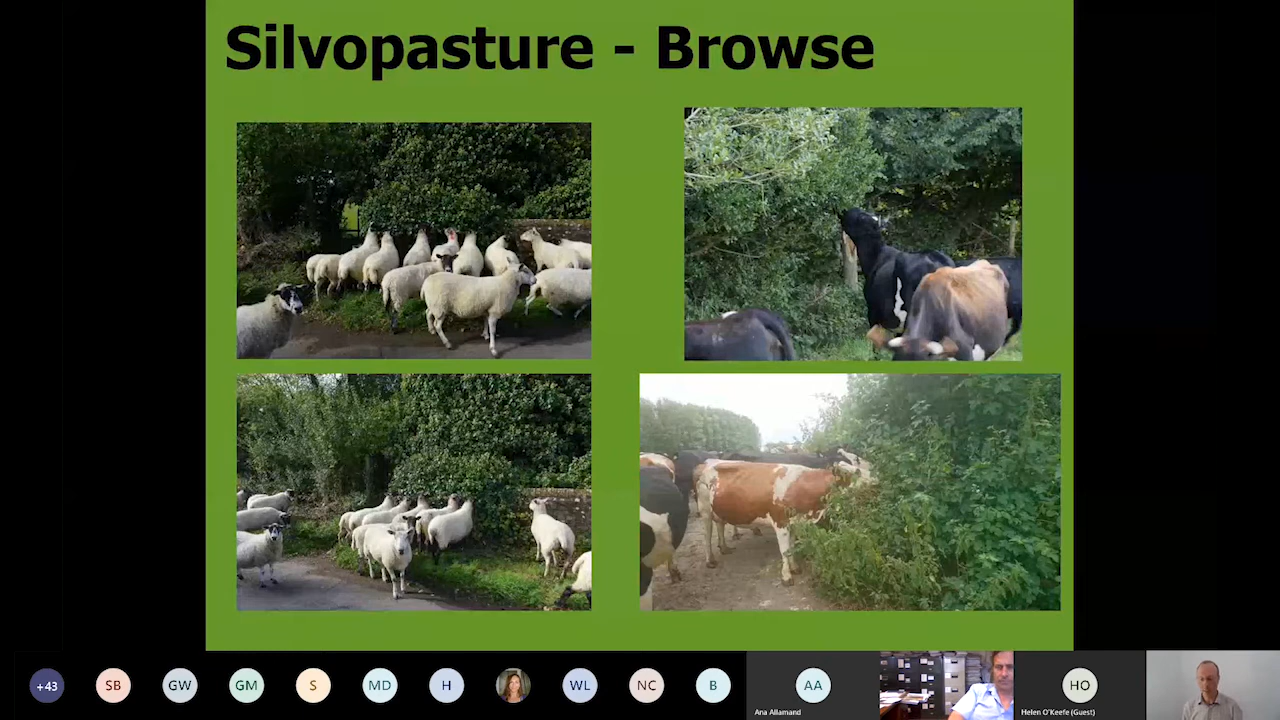 Silvopasture - Browse
+43
SB
GW
GM
S
MD
H
WL
NC
B
AA
HO
Ana Allamand
Helen O'Keefe (Guest)